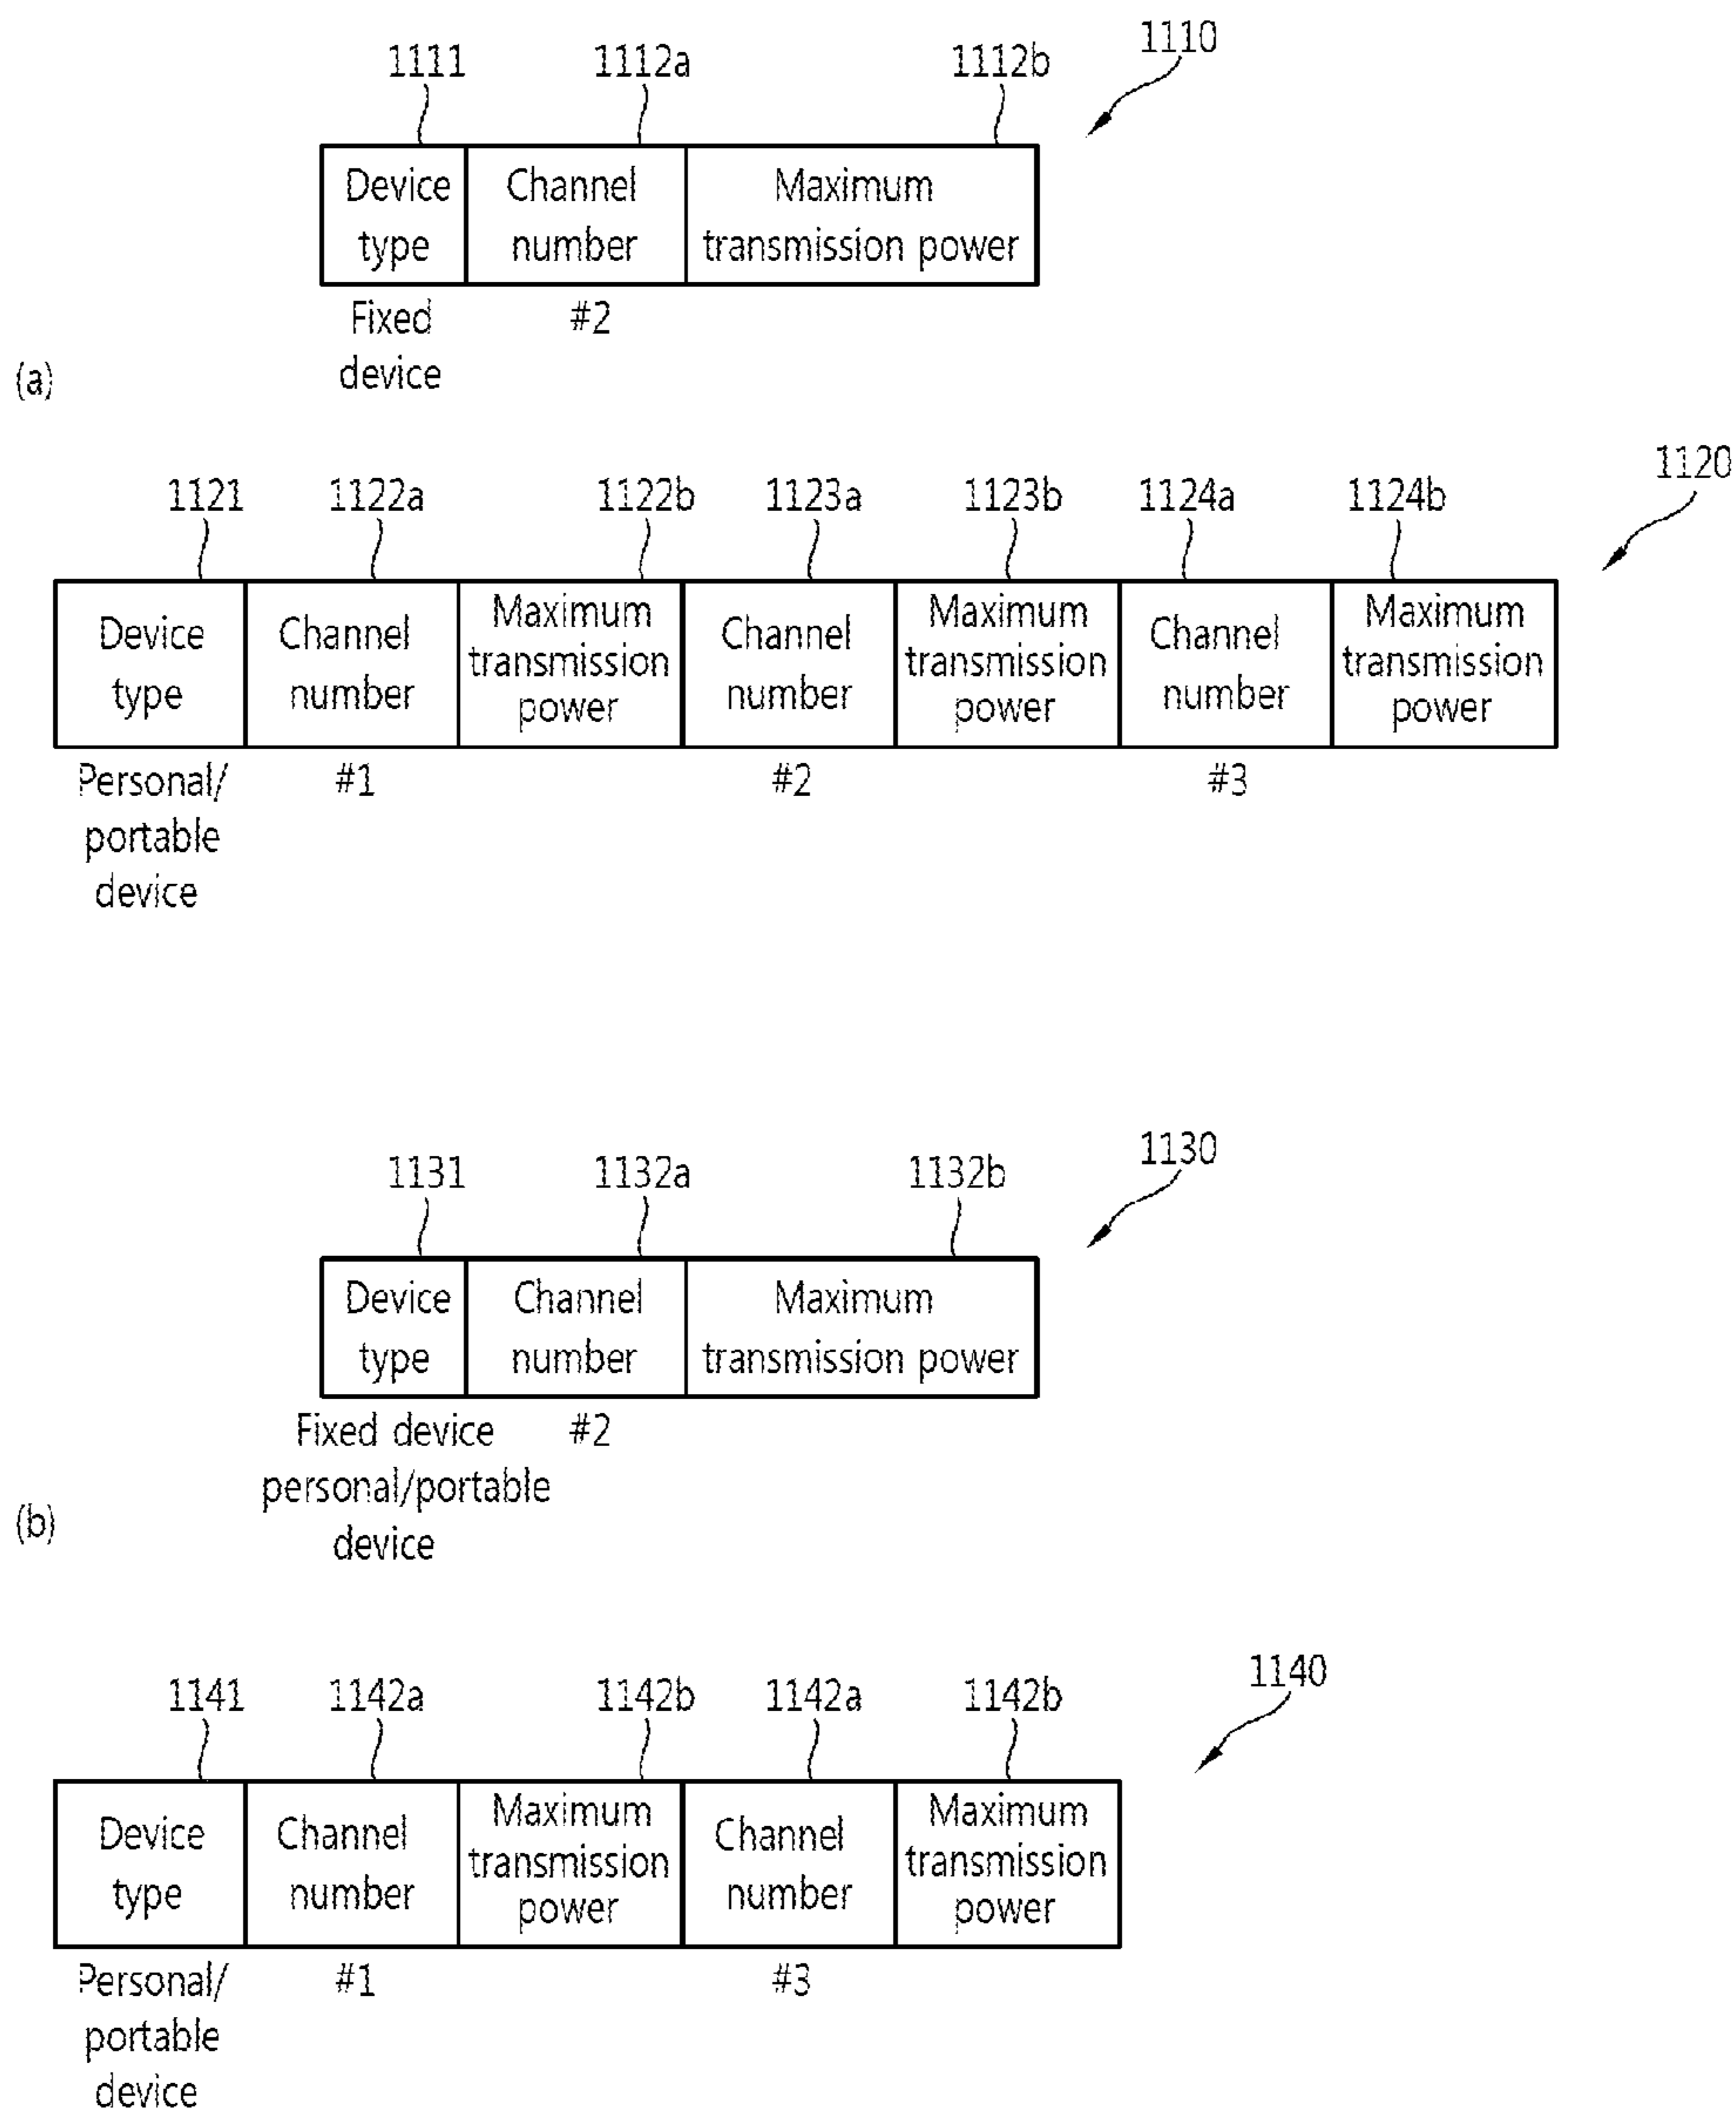 1110
1111 1112a 1112b
Device Channel Maximum
type number transmission power
Fixed #2
device
(a)
1120
1121 1122a 1122b 1123a 1123b 1124a 1124b
Device type Channel number Maximum transmission power Channel number Maximum transmission power Channel number Maximum transmission power
Personal/ #1 #2 #3
portable
device
1130
1131 1132a 1132b
Device Channel Maximum
type number transmission power
Fixed device #2
personal/portable
device
(b)
1140
1141 1142a 1142b 1142a 1142b
Device type Channel number Maximum transmission power Channel number Maximum transmission power
Personal/ #1 #3
portable
device